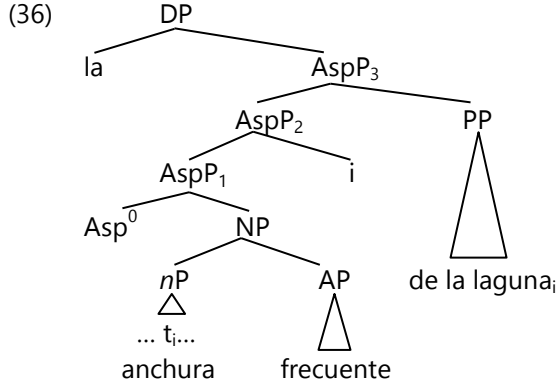 (36) DP
la AspP₃
AspP₂ PP
AspP₁ i
Asp⁰ NP
nP AP de la lagunaᵢ
... tᵢ...
anchura frecuente